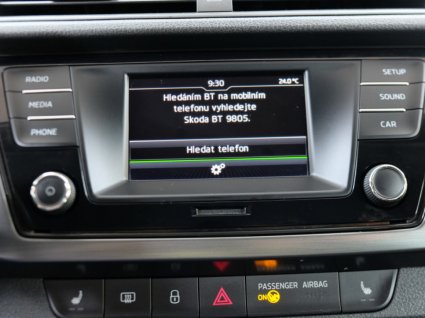 RADIO
MEDIA
PHONE
9:30
24.0°C
Hledáním BT na mobilním
telefonu vyhledejte
Skoda BT 9805.
Hledat telefon
SETUP
SOUND
CAR
PASSENGER AIRBAG
ON